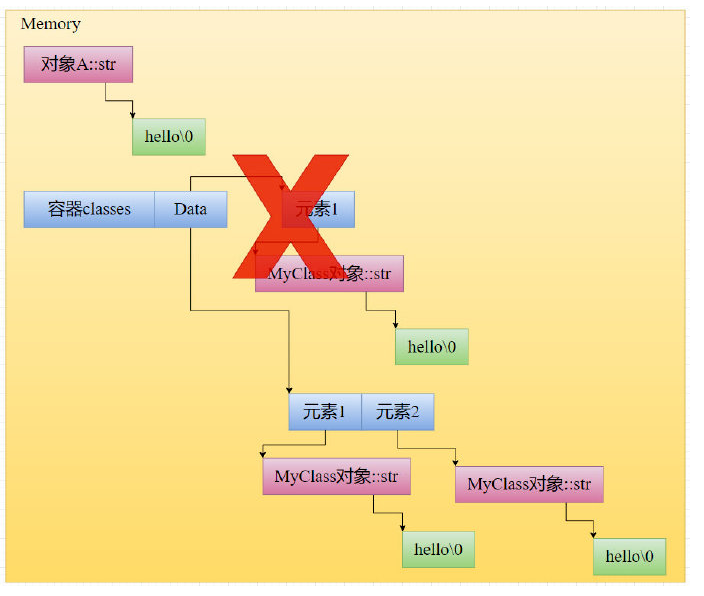 Memory
对象A::str
hello\0
容器classes
Data
元素1
MyClass对象::str
hello\0
元素1
元素2
MyClass对象::str
MyClass对象::str
hello\0
hello\0